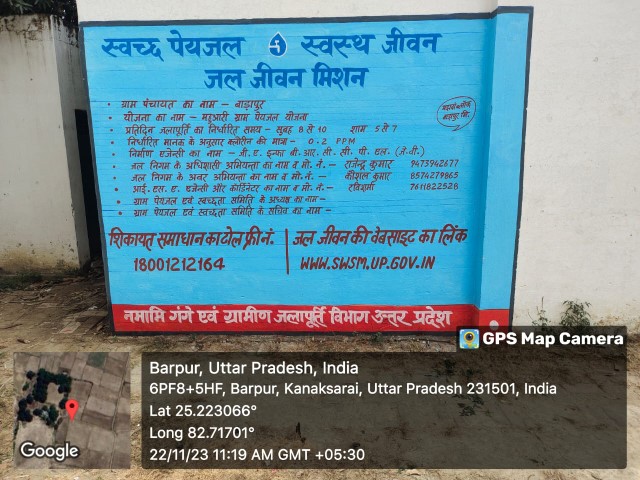 स्वच्छ पेयजल स्वस्थ जीवन
जल जीवन मिशन
• ग्राम पंचायत का नाम - बाड़ापुर
• योजना का नाम - महुआरी ग्राम पेयजल योजना
• प्रतिदिन जलापूर्ति का निर्धारित समय - सुबह 8 से 10 शाम 5 से 7
• निर्धारित मानक के अनुसार क्लोरीन की मात्रा - 0.2 PPM
• निर्माण एजेन्सी का नाम - जी.ए. इन्फ्रा बी.आर.सी.सी.पी.एल. (जे.वी.)
• जल निगम के अधिशासी अभियन्ता का नाम व मो.नं.- राजेन्द्र कुमार 9473942677
• जल निगम के अवर अभियन्ता का नाम व मो.नं.- कौशल कुमार 8574279865
• आई.एस.ए. एजेन्सी और कोर्डिनेटर का नाम व मो.नं.- रविशर्मा 7611822528
• ग्राम पेयजल एवं स्वच्छता समिति के अध्यक्ष का नाम-
• ग्राम पेयजल एवं स्वच्छता समिति के सचिव का नाम-
शिकायत समाधान का टोल फ्री नं.
18001212164
जल जीवन की वेबसाइट का लिंक
WWW.SWSM.UP.GOV.IN
नमामि गंगे एवं ग्रामीण जलापूर्ति विभाग उत्तर प्रदेश
GPS Map Camera
Barpur, Uttar Pradesh, India
6PF8+5HF, Barpur, Kanaksarai, Uttar Pradesh 231501, India
Lat 25.223066°
Long 82.71701°
22/11/23 11:19 AM GMT +05:30
Google